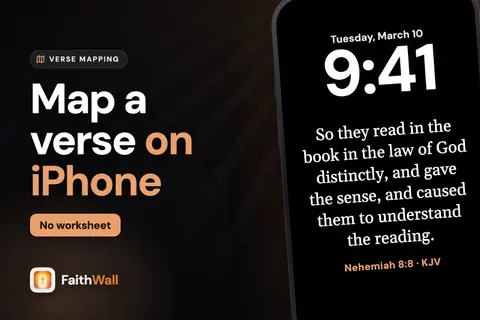 VERSE MAPPING
Map a
verse on
iPhone
No worksheet
FaithWall
Tuesday, March 10
9:41
So they read in the
book in the law of God
distinctly, and gave
the sense, and caused
them to understand
the reading.
Nehemiah 8:8 · KJV